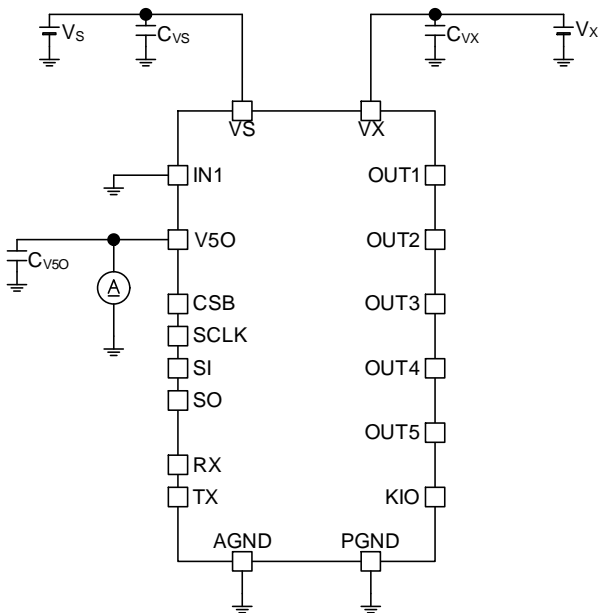 VS
CVS
CVX
VX
VS
VX
IN1
OUT1
V5O
OUT2
CV5O
A
CSB
OUT3
SCLK
SI
OUT4
SO
OUT5
RX
TX
KIO
AGND
PGND